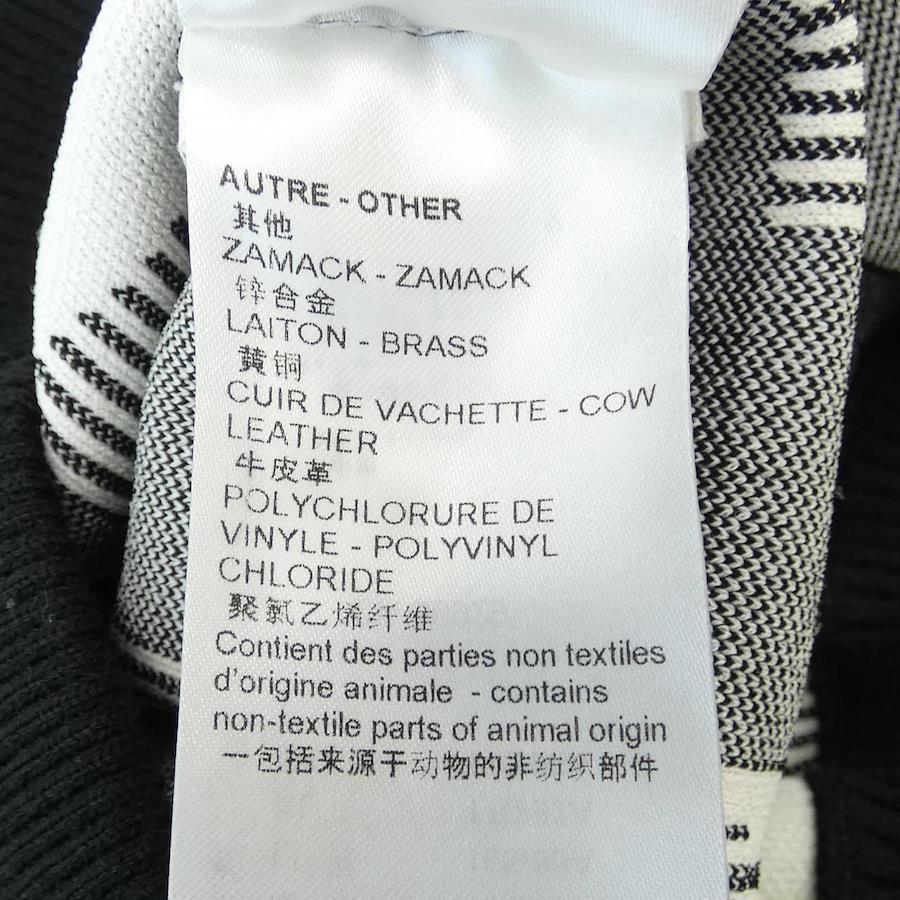 AUTRE - OTHER
其他
ZAMACK - ZAMACK
锌合金
LAITON - BRASS
黄铜
CUIR DE VACHETTE - COW
LEATHER
牛皮革
POLYCHLORURE DE
VINYLE - POLYVINYL
CHLORIDE
聚氯乙烯纤维
Contient des parties non textiles
d'origine animale - contains
non-textile parts of animal origin
一包括来源于动物的非纺织部件